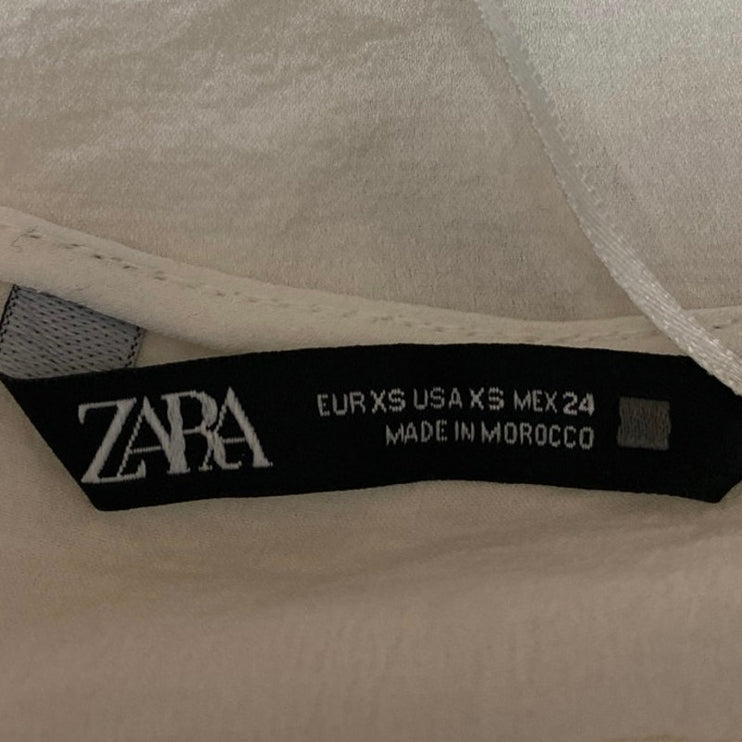 ZARA
EUR XS USA XS MEX 24
MADE IN MOROCCO